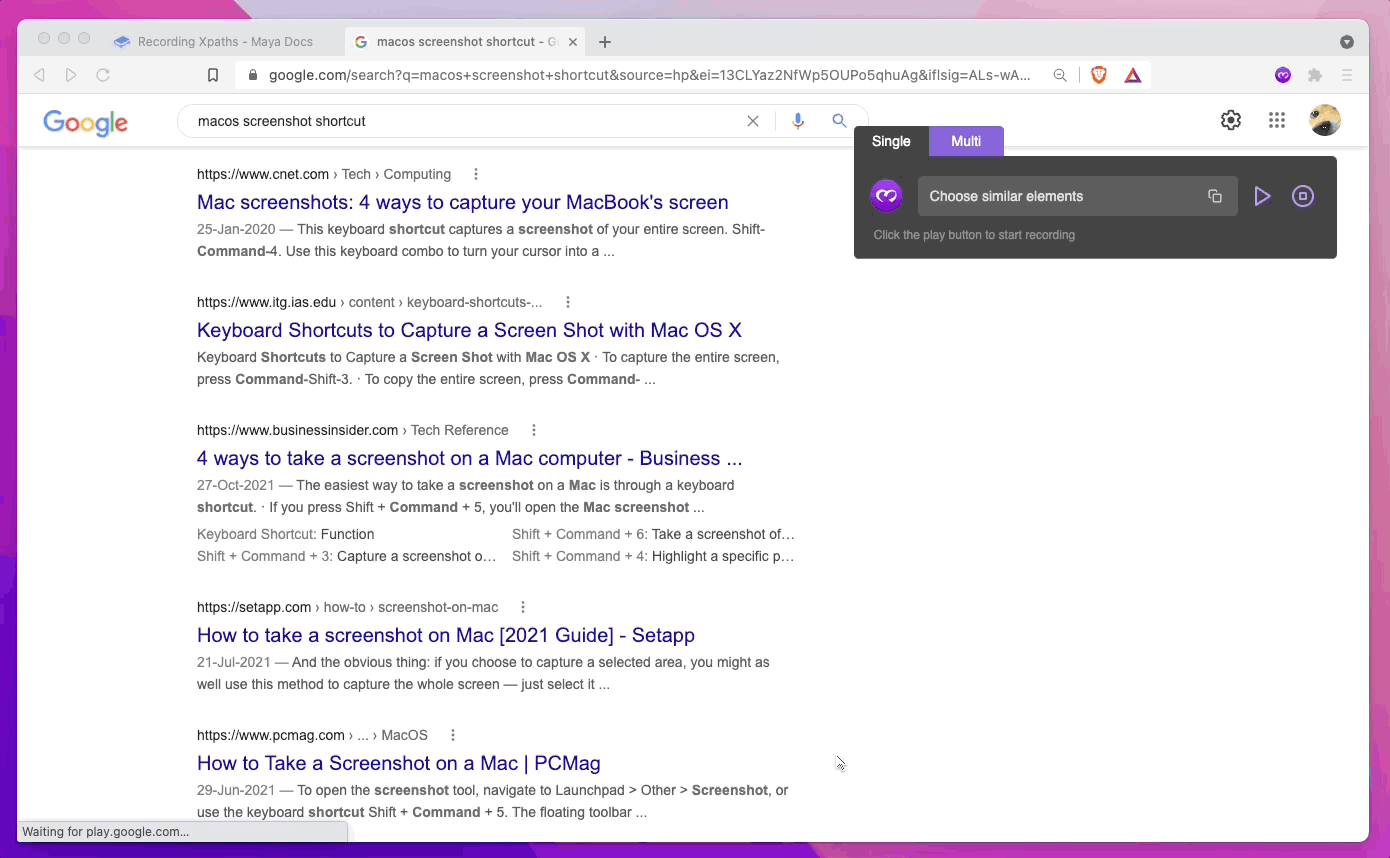 Recording Xpaths - Maya Docs
macos screenshot shortcut - G
google.com/search?q=macos+screenshot+shortcut&source=hp&ei=13CLYaz2NfWp5OUPo5qhuAg&iflsig=ALs-wA...
Google
macos screenshot shortcut
Single
Multi
Choose similar elements
Click the play button to start recording
https://www.cnet.com › Tech › Computing
Mac screenshots: 4 ways to capture your MacBook's screen
25-Jan-2020 — This keyboard shortcut captures a screenshot of your entire screen. Shift-
Command-4. Use this keyboard combo to turn your cursor into a ...
https://www.itg.ias.edu › content › keyboard-shortcuts-...
Keyboard Shortcuts to Capture a Screen Shot with Mac OS X
Keyboard Shortcuts to Capture a Screen Shot with Mac OS X · To capture the entire screen,
press Command-Shift-3. · To copy the entire screen, press Command- ...
https://www.businessinsider.com › Tech Reference
4 ways to take a screenshot on a Mac computer - Business ...
27-Oct-2021 — The easiest way to take a screenshot on a Mac is through a keyboard
shortcut. · If you press Shift + Command + 5, you'll open the Mac screenshot ...
Keyboard Shortcut: Function
Shift + Command + 6: Take a screenshot of…
Shift + Command + 3: Capture a screenshot o…
Shift + Command + 4: Highlight a specific p…
https://setapp.com › how-to › screenshot-on-mac
How to take a screenshot on Mac [2021 Guide] - Setapp
21-Jul-2021 — And the obvious thing: if you choose to capture a selected area, you might as
well use this method to capture the whole screen — just select it ...
https://www.pcmag.com › ... › MacOS
How to Take a Screenshot on a Mac | PCMag
29-Jun-2021 — To open the screenshot tool, navigate to Launchpad > Other > Screenshot, or
use the keyboard shortcut Shift + Command + 5. The floating toolbar ...
Waiting for play.google.com...